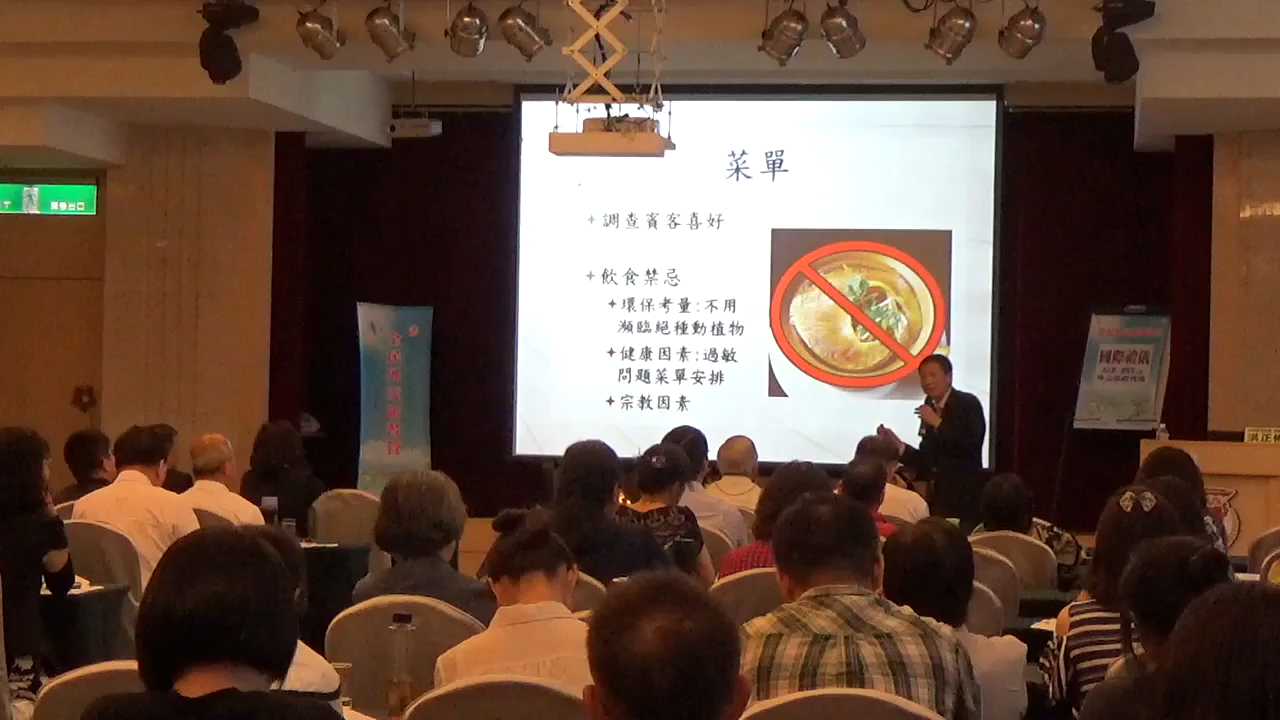 菜單
調查賓客喜好
飲食禁忌
環保考量:不用
瀕臨絕種動植物
健康因素:過敏
問題菜單安排
宗教因素
國際禮儀